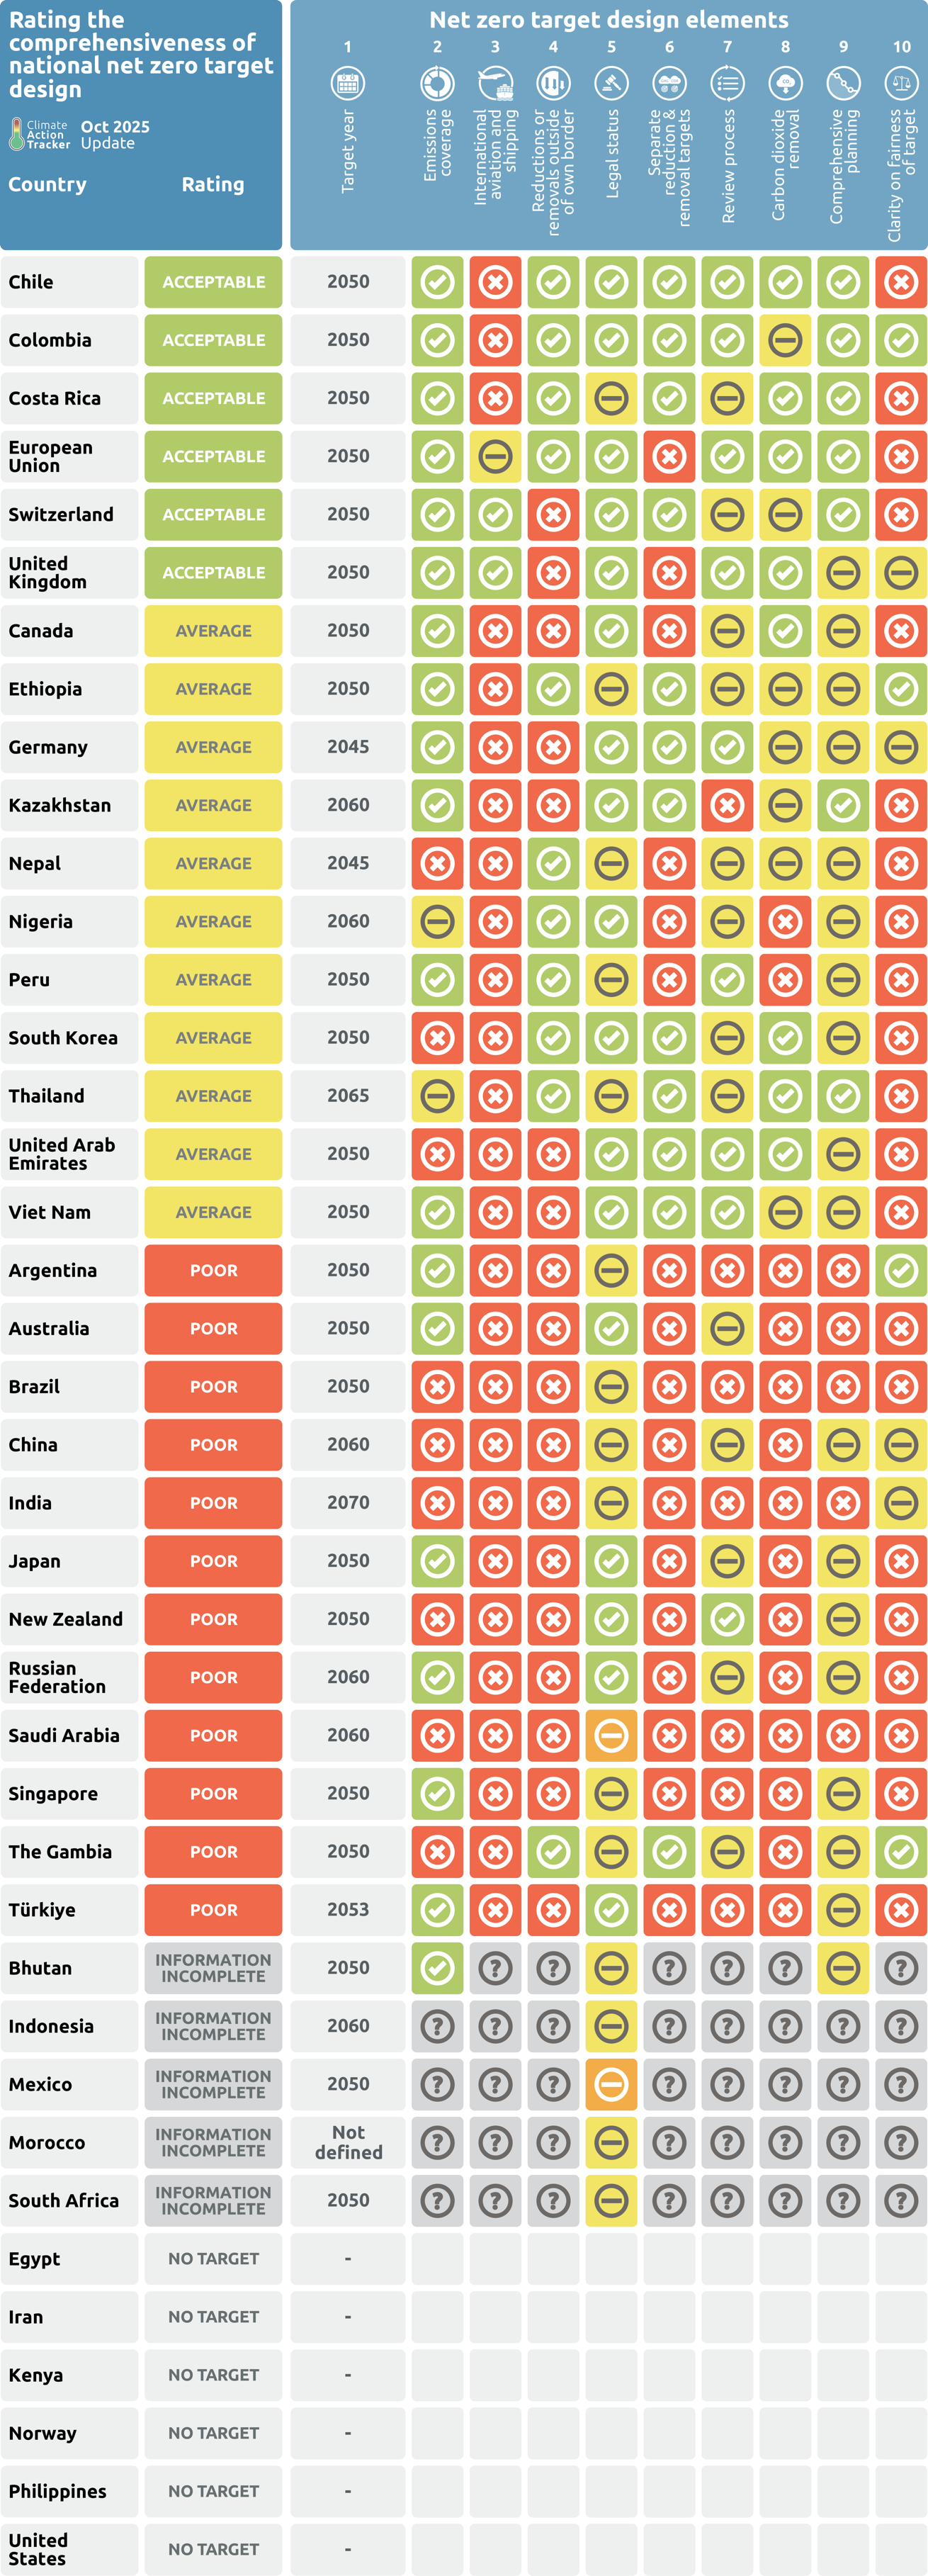 Rating the
comprehensiveness of
national net zero target
design
Climate
Action
Tracker
Oct 2025
Update
Country
Rating
Net zero target design elements
1 2 3 4 5 6 7 8 9 10
Target year
Emissions
coverage
International
aviation and
shipping
Reductions or
removals outside
of own border
Legal status
Separate
reduction &
removal targets
Review process
Carbon dioxide
removal
Comprehensive
planning
Clarity on fairness
of target
Chile ACCEPTABLE 2050
Colombia ACCEPTABLE 2050
Costa Rica ACCEPTABLE 2050
European
Union
ACCEPTABLE 2050
Switzerland ACCEPTABLE 2050
United
Kingdom
ACCEPTABLE 2050
Canada AVERAGE 2050
Ethiopia AVERAGE 2050
Germany AVERAGE 2045
Kazakhstan AVERAGE 2060
Nepal AVERAGE 2045
Nigeria AVERAGE 2060
Peru AVERAGE 2050
South Korea AVERAGE 2050
Thailand AVERAGE 2065
United Arab
Emirates
AVERAGE 2050
Viet Nam AVERAGE 2050
Argentina POOR 2050
Australia POOR 2050
Brazil POOR 2050
China POOR 2060
India POOR 2070
Japan POOR 2050
New Zealand POOR 2050
Russian
Federation
POOR 2060
Saudi Arabia POOR 2060
Singapore POOR 2050
The Gambia POOR 2050
Türkiye POOR 2053
Bhutan
INFORMATION
INCOMPLETE
2050 ? ? ? ? ? ?
Indonesia
INFORMATION
INCOMPLETE
2060 ? ? ? ? ? ? ? ?
Mexico
INFORMATION
INCOMPLETE
2050 ? ? ? ? ? ? ? ?
Morocco
INFORMATION
INCOMPLETE
Not
defined
? ? ? ? ? ? ? ?
South Africa
INFORMATION
INCOMPLETE
2050 ? ? ? ? ? ? ? ?
Egypt NO TARGET -
Iran NO TARGET -
Kenya NO TARGET -
Norway NO TARGET -
Philippines NO TARGET -
United
States
NO TARGET -